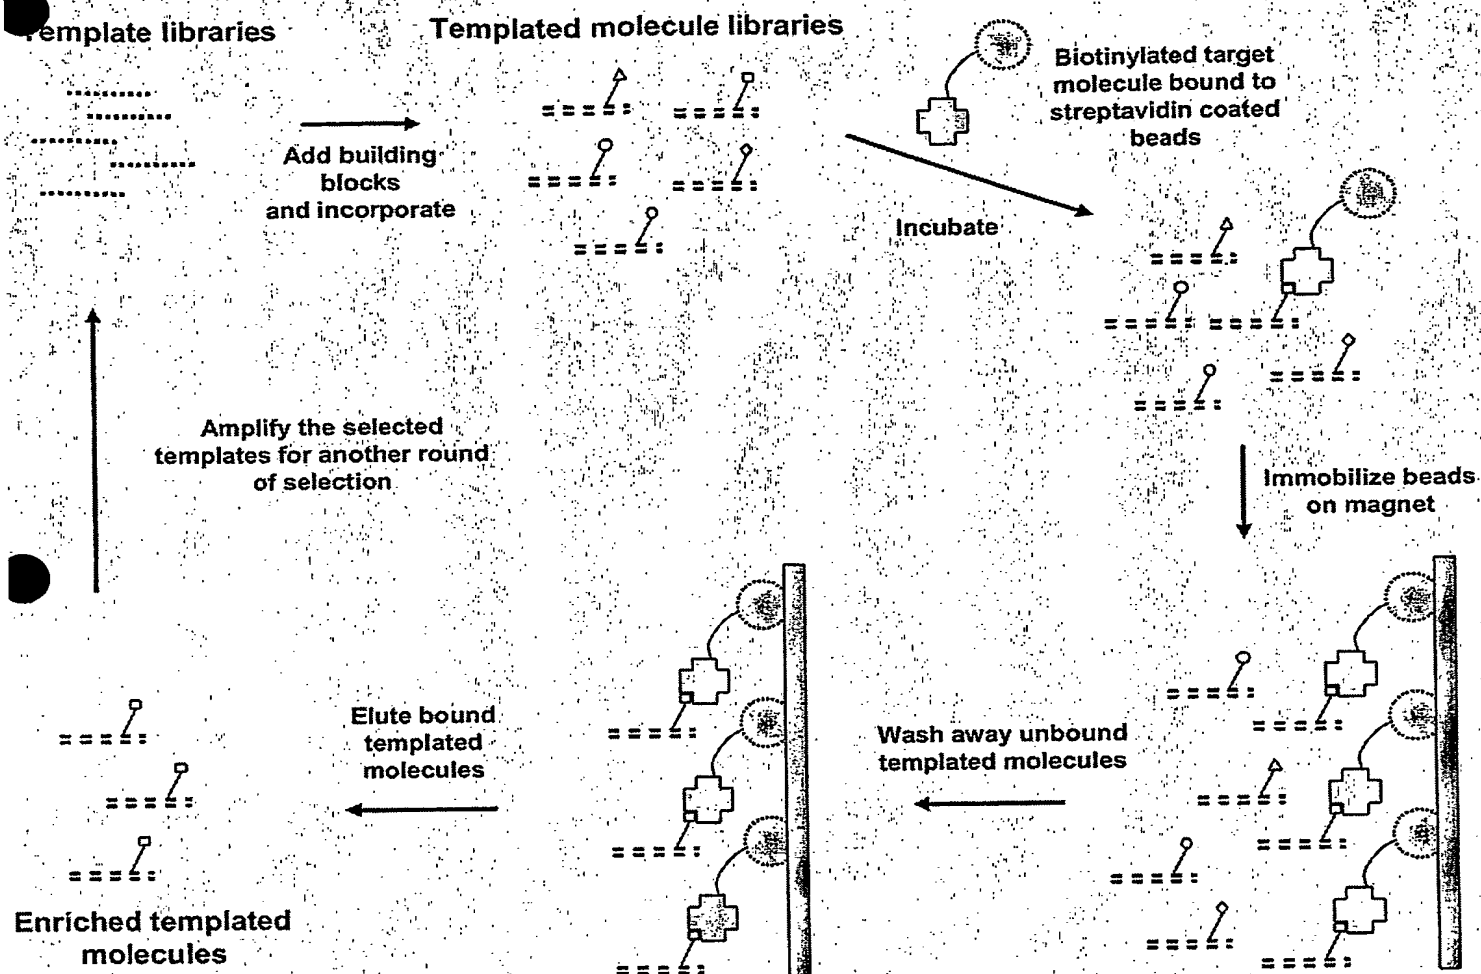 Template libraries
Templated molecule libraries
Biotinylated target
molecule bound to
streptavidin coated
beads
Add building
blocks
and incorporate
Incubate
Immobilize beads
on magnet
Amplify the selected
templates for another round
of selection
Wash away unbound
templated molecules
Elute bound
templated
molecules
Enriched templated
molecules